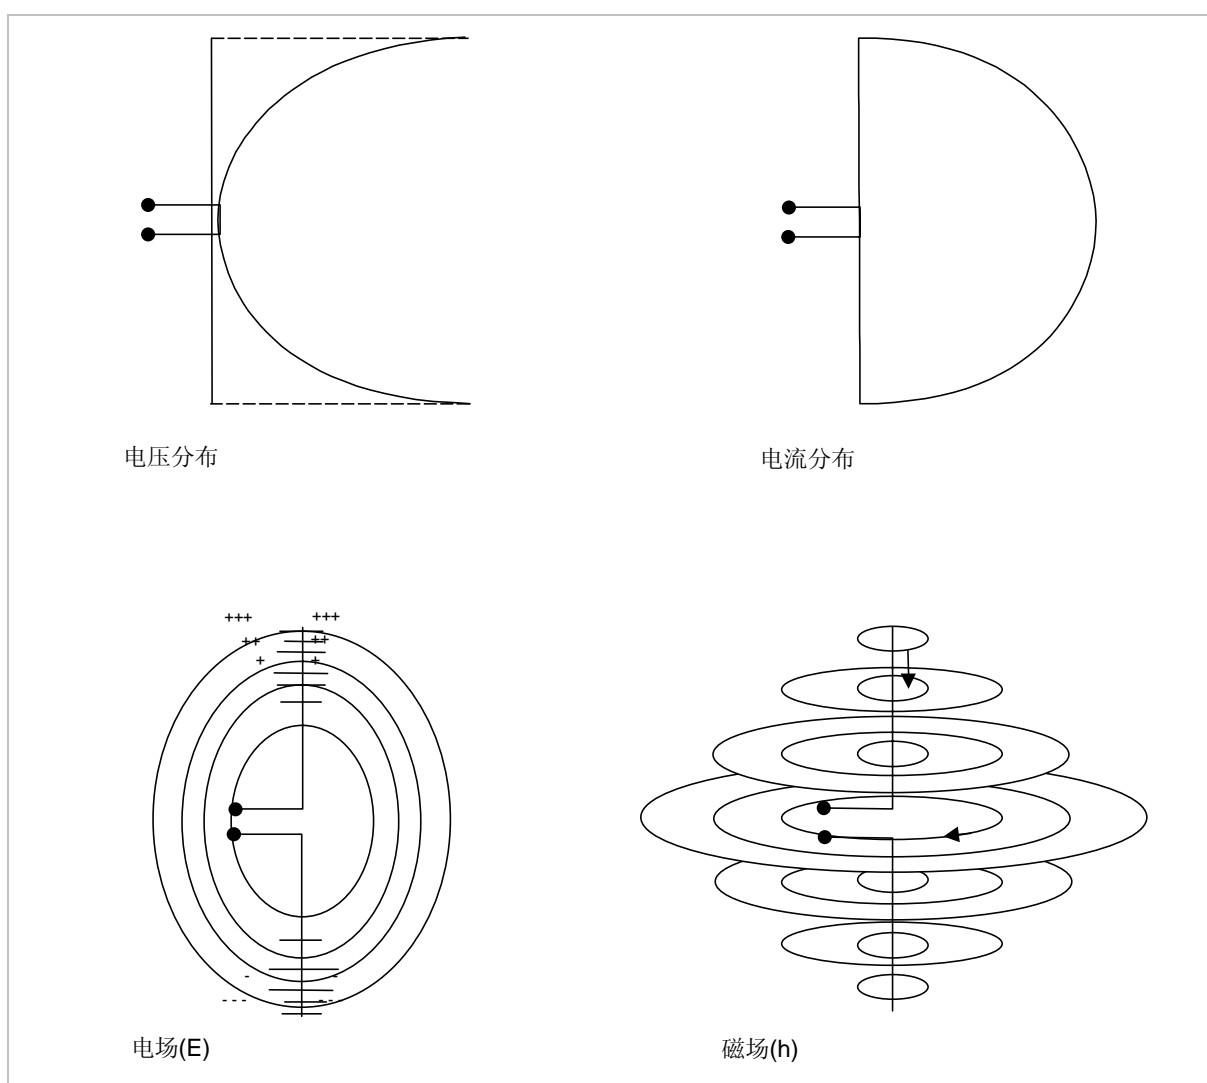 电压分布
电流分布
+++ +++
++ ++
+ +
- -
--- ---
电场(E)
磁场(h)